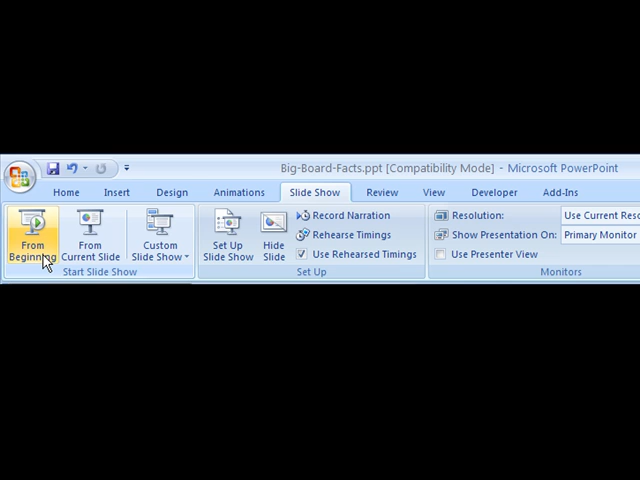 Big-Board-Facts.ppt [Compatibility Mode] - Microsoft PowerPoint
Home Insert Design Animations Slide Show Review View Developer Add-Ins
From Beginning
From Current Slide
Custom Slide Show
Start Slide Show
Set Up Slide Show
Hide Slide
Record Narration
Rehearse Timings
Use Rehearsed Timings
Set Up
Resolution: Use Current Reso
Show Presentation On: Primary Monitor
Use Presenter View
Monitors